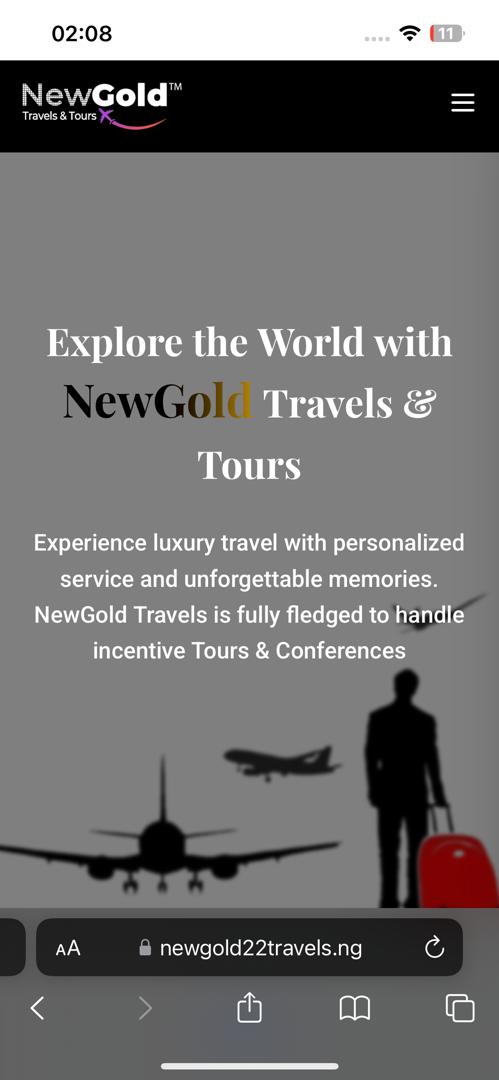 02:08
11
NewGold™
Travels & Tours
Explore the World with
NewGold Travels &
Tours
Experience luxury travel with personalized
service and unforgettable memories.
NewGold Travels is fully fledged to handle
incentive Tours & Conferences
AA newgold22travels.ng